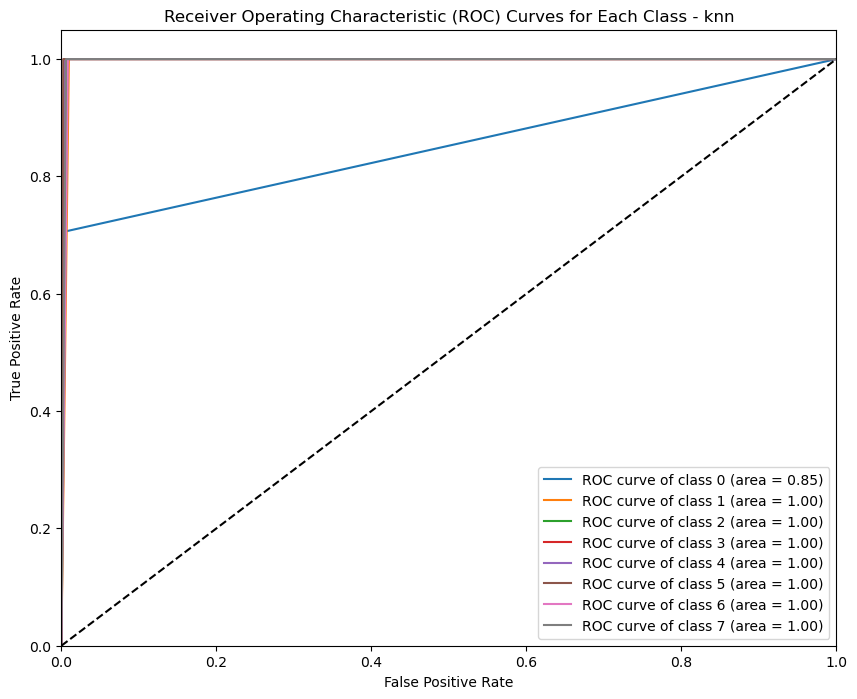 Receiver Operating Characteristic (ROC) Curves for Each Class - knn
True Positive Rate
1.0
0.8
0.6
0.4
0.2
0.0
0.0 0.2 0.4 0.6 0.8 1.0
False Positive Rate
ROC curve of class 0 (area = 0.85)
ROC curve of class 1 (area = 1.00)
ROC curve of class 2 (area = 1.00)
ROC curve of class 3 (area = 1.00)
ROC curve of class 4 (area = 1.00)
ROC curve of class 5 (area = 1.00)
ROC curve of class 6 (area = 1.00)
ROC curve of class 7 (area = 1.00)